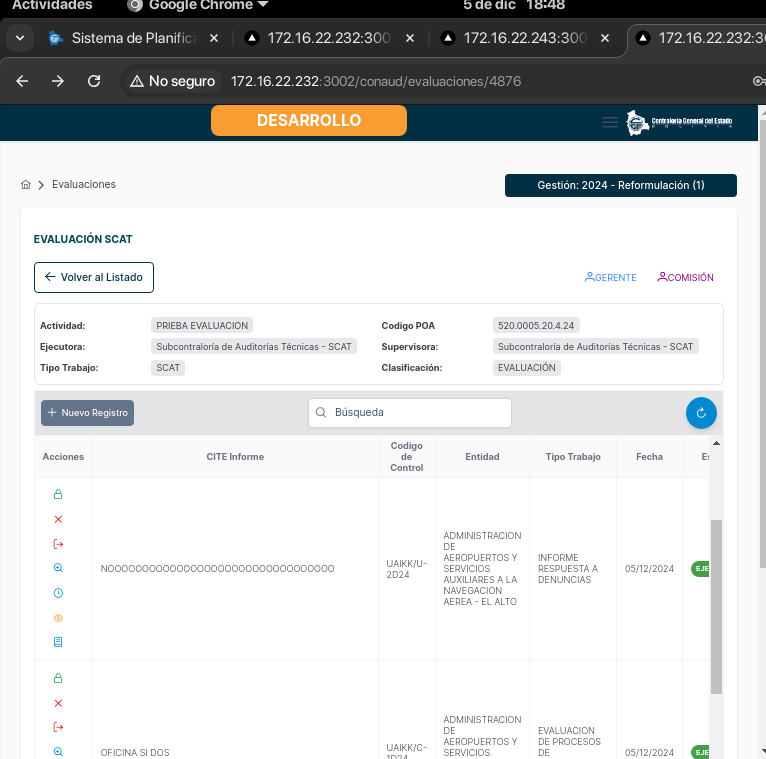 Actividades
Google Chrome
5 de dic 18:48
Sistema de Planific
172.16.22.232:300
172.16.22.243:300
172.16.22.232:3
No seguro
172.16.22.232:3002/conaud/evaluaciones/4876
DESARROLLO
Contraloría General del Estado
BOLIVIA
Evaluaciones
Gestión: 2024 - Reformulación (1)
EVALUACIÓN SCAT
Volver al Listado
GERENTE
COMISIÓN
Actividad:
PRIEBA EVALUACION
Codigo POA
520.0005.20.4.24
Ejecutora:
Subcontraloría de Auditorías Técnicas - SCAT
Supervisora:
Subcontraloría de Auditorías Técnicas - SCAT
Tipo Trabajo:
SCAT
Clasificación:
EVALUACIÓN
Nuevo Registro
Búsqueda
Acciones
CITE Informe
Codigo
de
Control
Entidad
Tipo Trabajo
Fecha
Es
NOOOOOOOOOOOOOOOOOOOOOOOOOOOOOOOOO
UAIKK/U-
2D24
ADMINISTRACION
DE
AEROPUERTOS Y
SERVICIOS
AUXILIARES A LA
NAVEGACION
AEREA - EL ALTO
INFORME
RESPUESTA A
DENUNCIAS
05/12/2024
EJE
OFICINA SI DOS
UAIKK/C-
1D24
ADMINISTRACION
DE
AEROPUERTOS Y
SERVICIOS
EVALUACION
DE PROCESOS
DE
05/12/2024
EJE